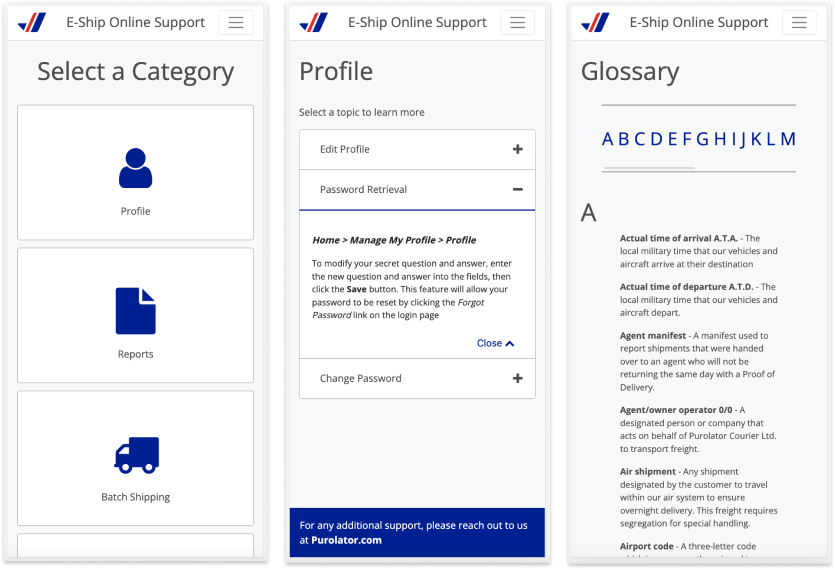 E-Ship Online Support
Select a Category
Profile
Reports
Batch Shipping
E-Ship Online Support
Profile
Select a topic to learn more
Edit Profile
Password Retrieval
Home > Manage My Profile > Profile
To modify your secret question and answer, enter
the new question and answer into the fields, then
click the Save button. This feature will allow your
password to be reset by clicking the Forgot
Password link on the login page
Close
Change Password
For any additional support, please reach out to us
at Purolator.com
E-Ship Online Support
Glossary
A B C D E F G H I J K L M
A
Actual time of arrival A.T.A. - The
local military time that our vehicles and
aircraft arrive at their destination
Actual time of departure A.T.D. - The
local military time that our vehicles and
aircraft depart.
Agent manifest - A manifest used to
report shipments that were handed
over to an agent who will not be
returning the same day with a Proof of
Delivery.
Agent/owner operator 0/0 - A
designated person or company that
acts on behalf of Purolator Courier Ltd.
to transport freight.
Air shipment - Any shipment
designated by the customer to travel
within our air system to ensure
overnight delivery. This freight requires
segregation for special handling.
Airport code - A three-letter code